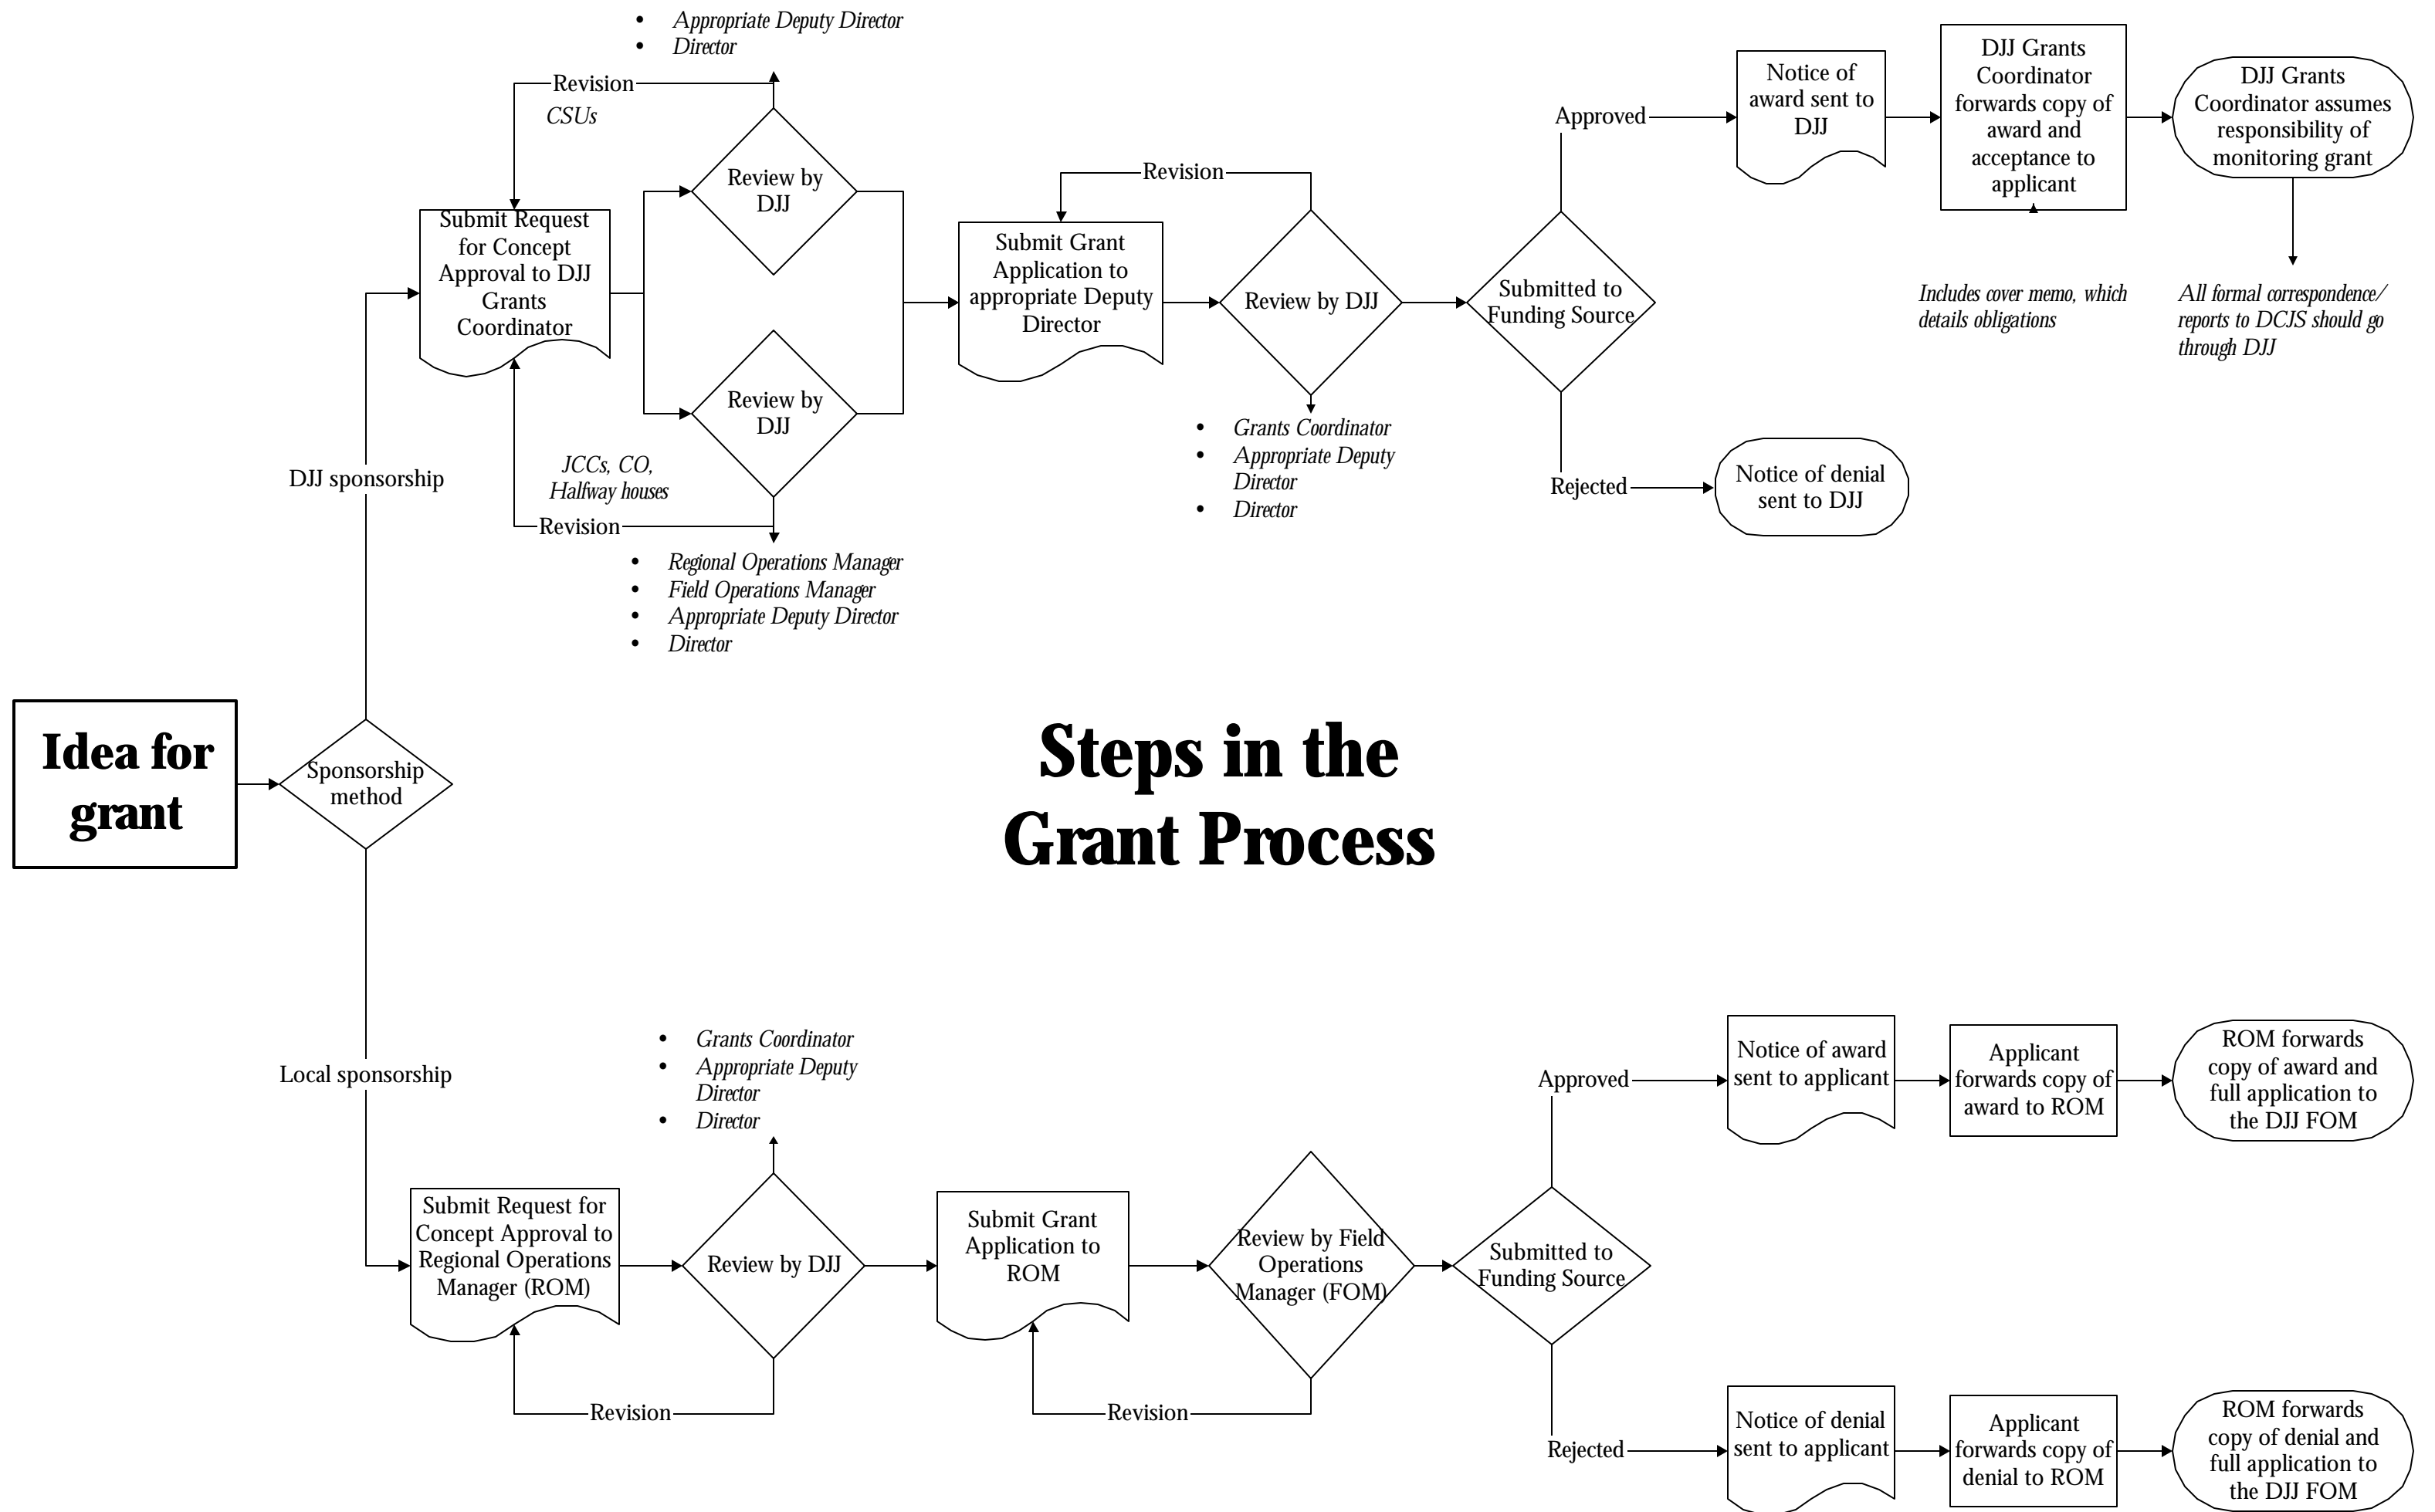 • Appropriate Deputy Director
• Director
Revision
CSUs
Review by
DJJ
Submit Request
for Concept
Approval to DJJ
Grants
Coordinator
Review by
DJJ
JCCs, CO,
Halfway houses
Revision
• Regional Operations Manager
• Field Operations Manager
• Appropriate Deputy Director
• Director
DJJ sponsorship
Revision
Submit Grant
Application to
appropriate Deputy
Director
Review by DJJ
• Grants Coordinator
• Appropriate Deputy
Director
• Director
Submitted to
Funding Source
Approved
Notice of
award sent to
DJJ
DJJ Grants
Coordinator
forwards copy of
award and
acceptance to
applicant
Includes cover memo, which
details obligations
DJJ Grants
Coordinator assumes
responsibility of
monitoring grant
All formal correspondence/
reports to DCJS should go
through DJJ
Rejected
Notice of denial
sent to DJJ
Idea for
grant
Sponsorship
method
Steps in the
Grant Process
Local sponsorship
Submit Request for
Concept Approval to
Regional Operations
Manager (ROM)
• Grants Coordinator
• Appropriate Deputy
Director
• Director
Review by DJJ
Revision
Submit Grant
Application to
ROM
Review by Field
Operations
Manager (FOM)
Revision
Submitted to
Funding Source
Approved
Notice of award
sent to applicant
Applicant
forwards copy of
award to ROM
ROM forwards
copy of award and
full application to
the DJJ FOM
Rejected
Notice of denial
sent to applicant
Applicant
forwards copy of
denial to ROM
ROM forwards
copy of denial and
full application to
the DJJ FOM